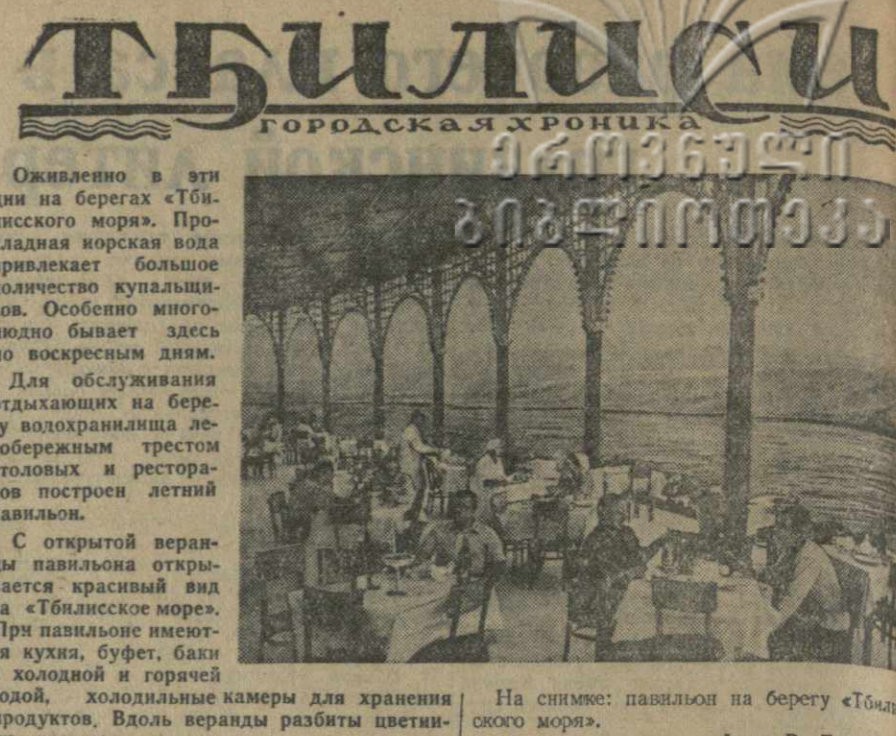 ТБИЛИСИ
ГОРОДСКАЯ ХРОНИКА
ეროვნული
ბიბლიოთეკა
Оживленно в эти
дни на берегах «Тби-
лисского моря». Про-
хладная иорская вода
привлекает большое
количество купальщи-
ков. Особенно много-
людно бывает здесь
по воскресным дням.
Для обслуживания
отдыхающих на бере-
гу водохранилища ле-
вобережным трестом
столовых и рестора-
нов построен летний
павильон.
С открытой веран-
ды павильона откры-
вается красивый вид
на «Тбилисское море».
При павильоне имеют-
ся кухня, буфет, баки
с холодной и горячей
водой, холодильные камеры для хранения
продуктов. Вдоль веранды разбиты цветни-
На снимке: павильон на берегу «Тбилис-
ского моря».